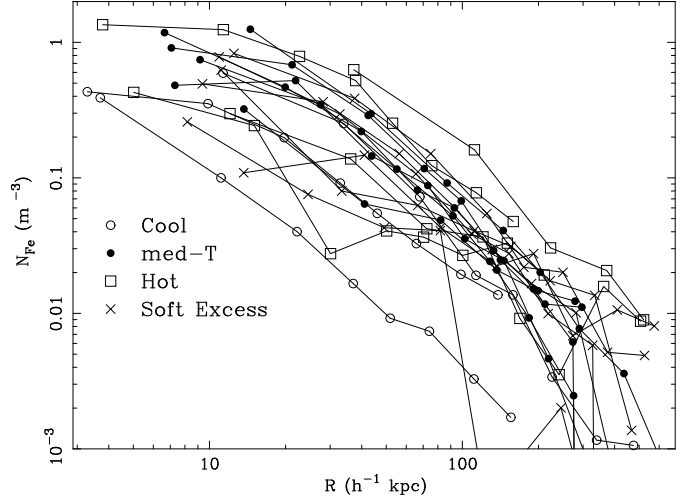 1
0.1
0.01
10⁻³
N_Fe (m⁻³)
Cool
med-T
Hot
Soft Excess
10 100
R (h⁻¹ kpc)